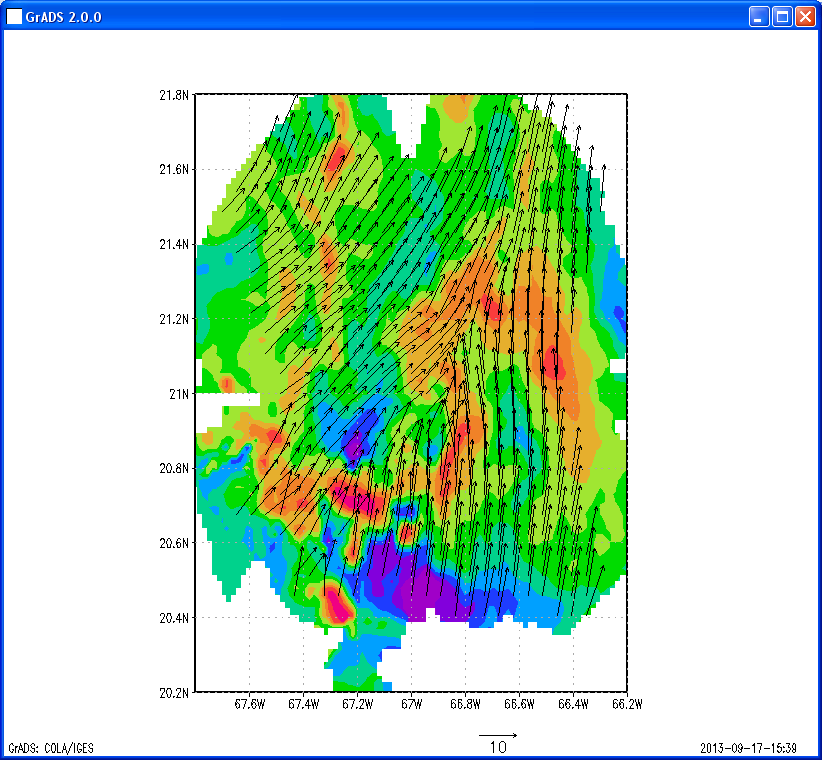 GrADS 2.0.0
21.8N
21.6N
21.4N
21.2N
21N
20.8N
20.6N
20.4N
20.2N
67.6W 67.4W 67.2W 67W 66.8W 66.6W 66.4W 66.2W
10
GrADS: COLA/IGES 2013-09-17-15:39